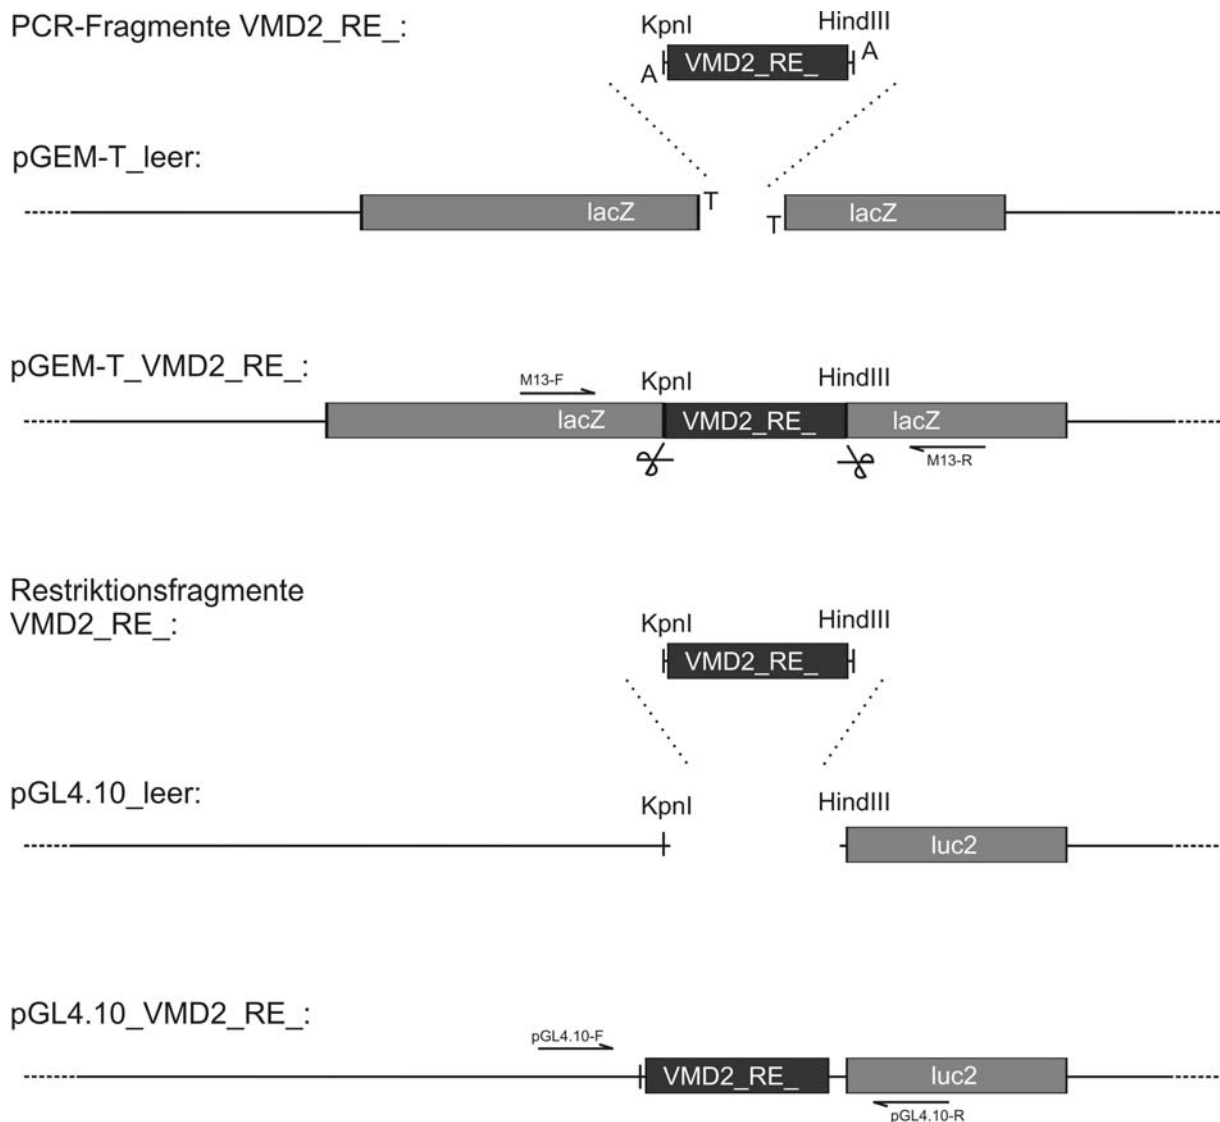 PCR-Fragmente VMD2_RE_:
KpnI
HindIII
A
VMD2_RE_
A
pGEM-T_leer:
lacZ
T
T
lacZ
pGEM-T_VMD2_RE_:
M13-F
KpnI
HindIII
lacZ
VMD2_RE_
lacZ
M13-R
Restriktionsfragmente
VMD2_RE_:
KpnI
HindIII
VMD2_RE_
pGL4.10_leer:
KpnI
HindIII
luc2
pGL4.10_VMD2_RE_:
pGL4.10-F
VMD2_RE_
luc2
pGL4.10-R